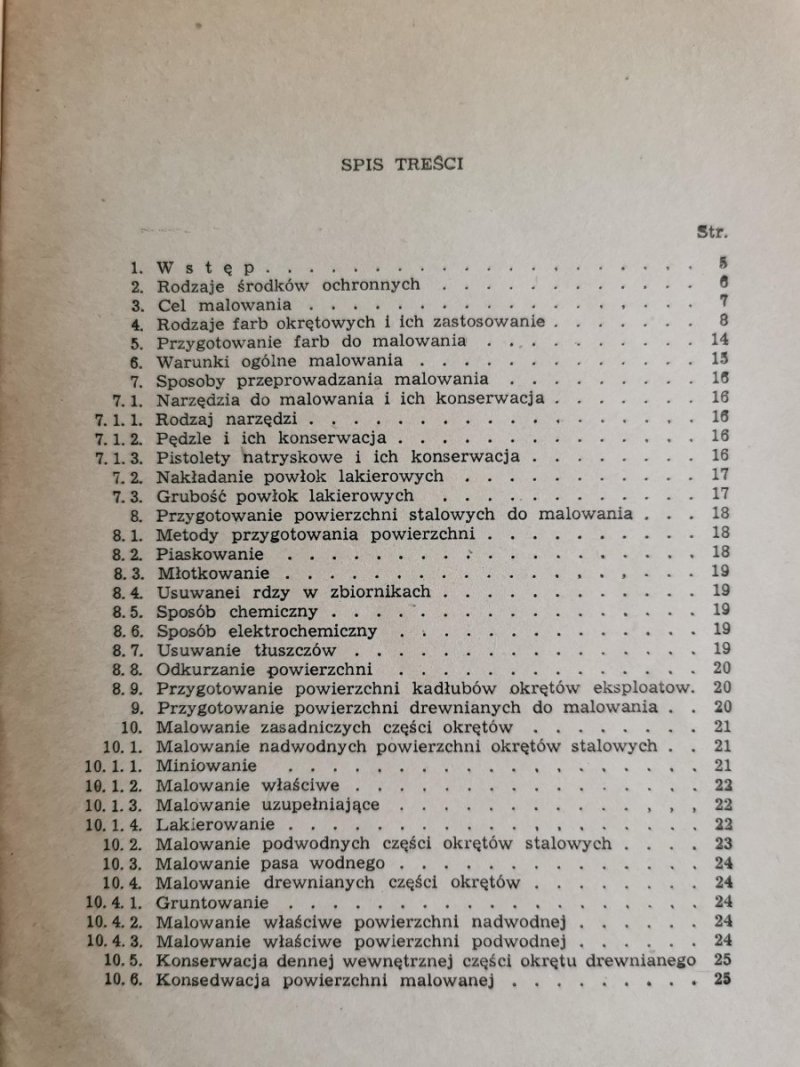 SPIS TREŚCI
Str.
1. W s t ę p . . . . . . . . . . . . . . . . . . . . . . . 5
2. Rodzaje środków ochronnych . . . . . . . . . . . . . 6
3. Cel malowania . . . . . . . . . . . . . . . . . . . . . 7
4. Rodzaje farb okrętowych i ich zastosowanie . . . . . . . 8
5. Przygotowanie farb do malowania . . . . . . . . . . . 14
6. Warunki ogólne malowania . . . . . . . . . . . . . . 15
7. Sposoby przeprowadzania malowania . . . . . . . . . 16
7. 1. Narzędzia do malowania i ich konserwacja . . . . . . . 16
7. 1. 1. Rodzaj narzędzi . . . . . . . . . . . . . . . . . . . 16
7. 1. 2. Pędzle i ich konserwacja . . . . . . . . . . . . . . . 16
7. 1. 3. Pistolety natryskowe i ich konserwacja . . . . . . . . 16
7. 2. Nakładanie powłok lakierowych . . . . . . . . . . . 17
7. 3. Grubość powłok lakierowych . . . . . . . . . . . . 17
8. Przygotowanie powierzchni stalowych do malowania . . . 18
8. 1. Metody przygotowania powierzchni . . . . . . . . . . 18
8. 2. Piaskowanie . . . . . . . . . . . . . . . . . . . . . 18
8. 3. Młotkowanie . . . . . . . . . . . . . . . . . . . . . 19
8. 4. Usuwanei rdzy w zbiornikach . . . . . . . . . . . . 19
8. 5. Sposób chemiczny . . . . . . . . . . . . . . . . . . 19
8. 6. Sposób elektrochemiczny . . . . . . . . . . . . . . 19
8. 7. Usuwanie tłuszczów . . . . . . . . . . . . . . . . . 19
8. 8. Odkurzanie powierzchni . . . . . . . . . . . . . . 20
8. 9. Przygotowanie powierzchni kadłubów okrętów eksploatow. 20
9. Przygotowanie powierzchni drewnianych do malowania . . 20
10. Malowanie zasadniczych części okrętów . . . . . . . . 21
10. 1. Malowanie nadwodnych powierzchni okrętów stalowych . . 21
10. 1. 1. Miniowanie . . . . . . . . . . . . . . . . . . . . . 21
10. 1. 2. Malowanie właściwe . . . . . . . . . . . . . . . . . 22
10. 1. 3. Malowanie uzupełniające . . . . . . . . . . . . . . 22
10. 1. 4. Lakierowanie . . . . . . . . . . . . . . . . . . . . 22
10. 2. Malowanie podwodnych części okrętów stalowych . . . . 23
10. 3. Malowanie pasa wodnego . . . . . . . . . . . . . . 24
10. 4. Malowanie drewnianych części okrętów . . . . . . . . 24
10. 4. 1. Gruntowanie . . . . . . . . . . . . . . . . . . . . 24
10. 4. 2. Malowanie właściwe powierzchni nadwodnej . . . . . . 24
10. 4. 3. Malowanie właściwe powierzchni podwodnej . . . . . . 24
10. 5. Konserwacja dennej wewnętrznej części okrętu drewnianego 25
10. 6. Konsedwacja powierzchni malowanej . . . . . . . . . 25